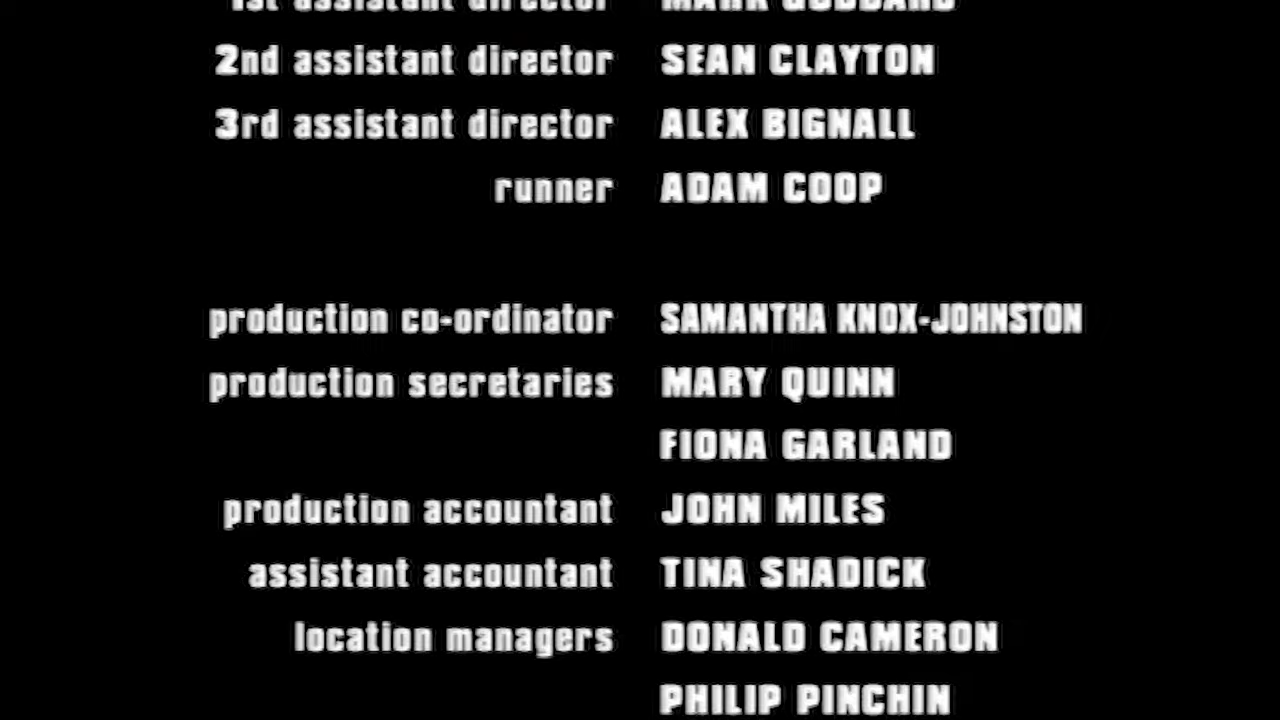 1st assistant director MARK GODDARD
2nd assistant director SEAN CLAYTON
3rd assistant director ALEX BIGNALL
runner ADAM COOP
production co-ordinator SAMANTHA KNOX-JOHNSTON
production secretaries MARY QUINN
FIONA GARLAND
production accountant JOHN MILES
assistant accountant TINA SHADICK
location managers DONALD CAMERON
PHILIP PINCHIN